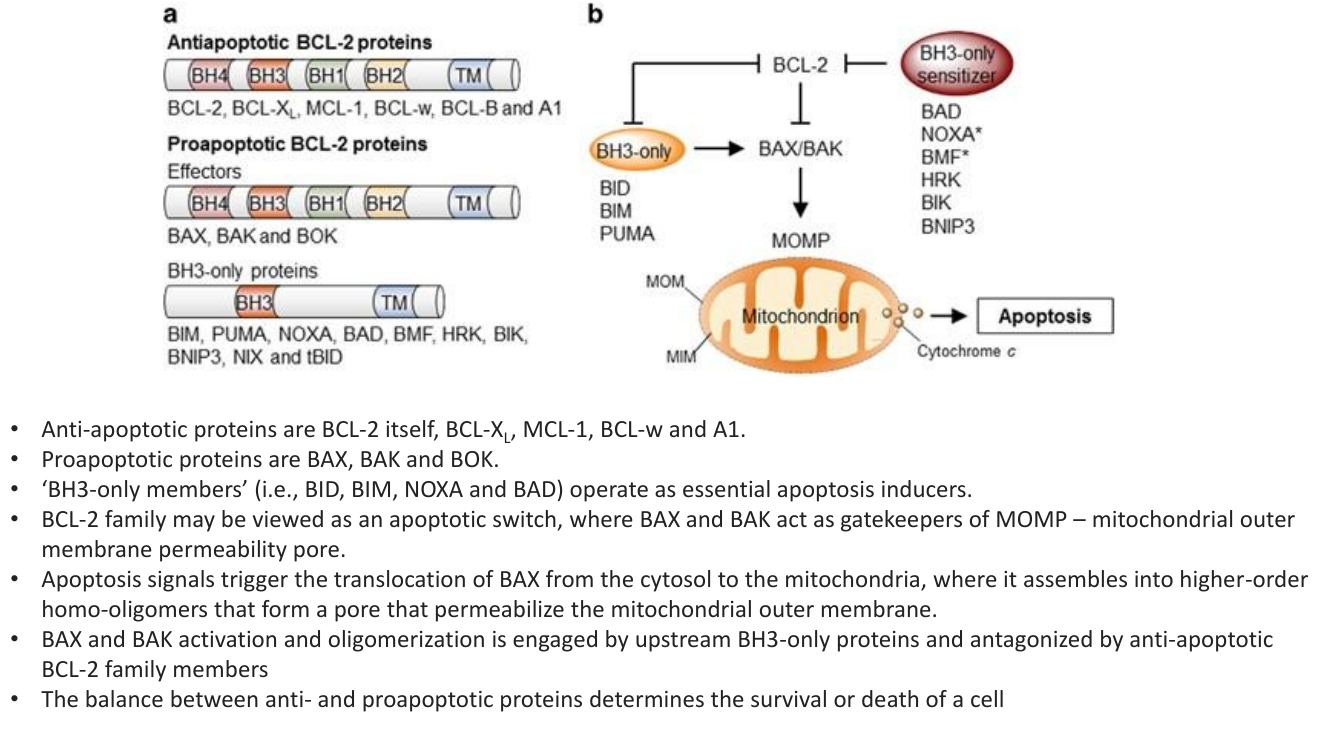 a
Antiapoptotic BCL-2 proteins
BH4 BH3 BH1 BH2 TM
BCL-2, BCL-XL, MCL-1, BCL-w, BCL-B and A1
Proapoptotic BCL-2 proteins
Effectors
BH4 BH3 BH1 BH2 TM
BAX, BAK and BOK
BH3-only proteins
BH3 TM
BIM, PUMA, NOXA, BAD, BMF, HRK, BIK,
BNIP3, NIX and tBID
b
BCL-2
BH3-only
sensitizer
BAD
NOXA*
BMF*
HRK
BIK
BNIP3
BH3-only
BID
BIM
PUMA
BAX/BAK
MOMP
MOM
Mitochondrion
MIM
Cytochrome c
Apoptosis
• Anti-apoptotic proteins are BCL-2 itself, BCL-XL, MCL-1, BCL-w and A1.
• Proapoptotic proteins are BAX, BAK and BOK.
• ‘BH3-only members’ (i.e., BID, BIM, NOXA and BAD) operate as essential apoptosis inducers.
• BCL-2 family may be viewed as an apoptotic switch, where BAX and BAK act as gatekeepers of MOMP – mitochondrial outer
membrane permeability pore.
• Apoptosis signals trigger the translocation of BAX from the cytosol to the mitochondria, where it assembles into higher-order
homo-oligomers that form a pore that permeabilize the mitochondrial outer membrane.
• BAX and BAK activation and oligomerization is engaged by upstream BH3-only proteins and antagonized by anti-apoptotic
BCL-2 family members
• The balance between anti- and proapoptotic proteins determines the survival or death of a cell